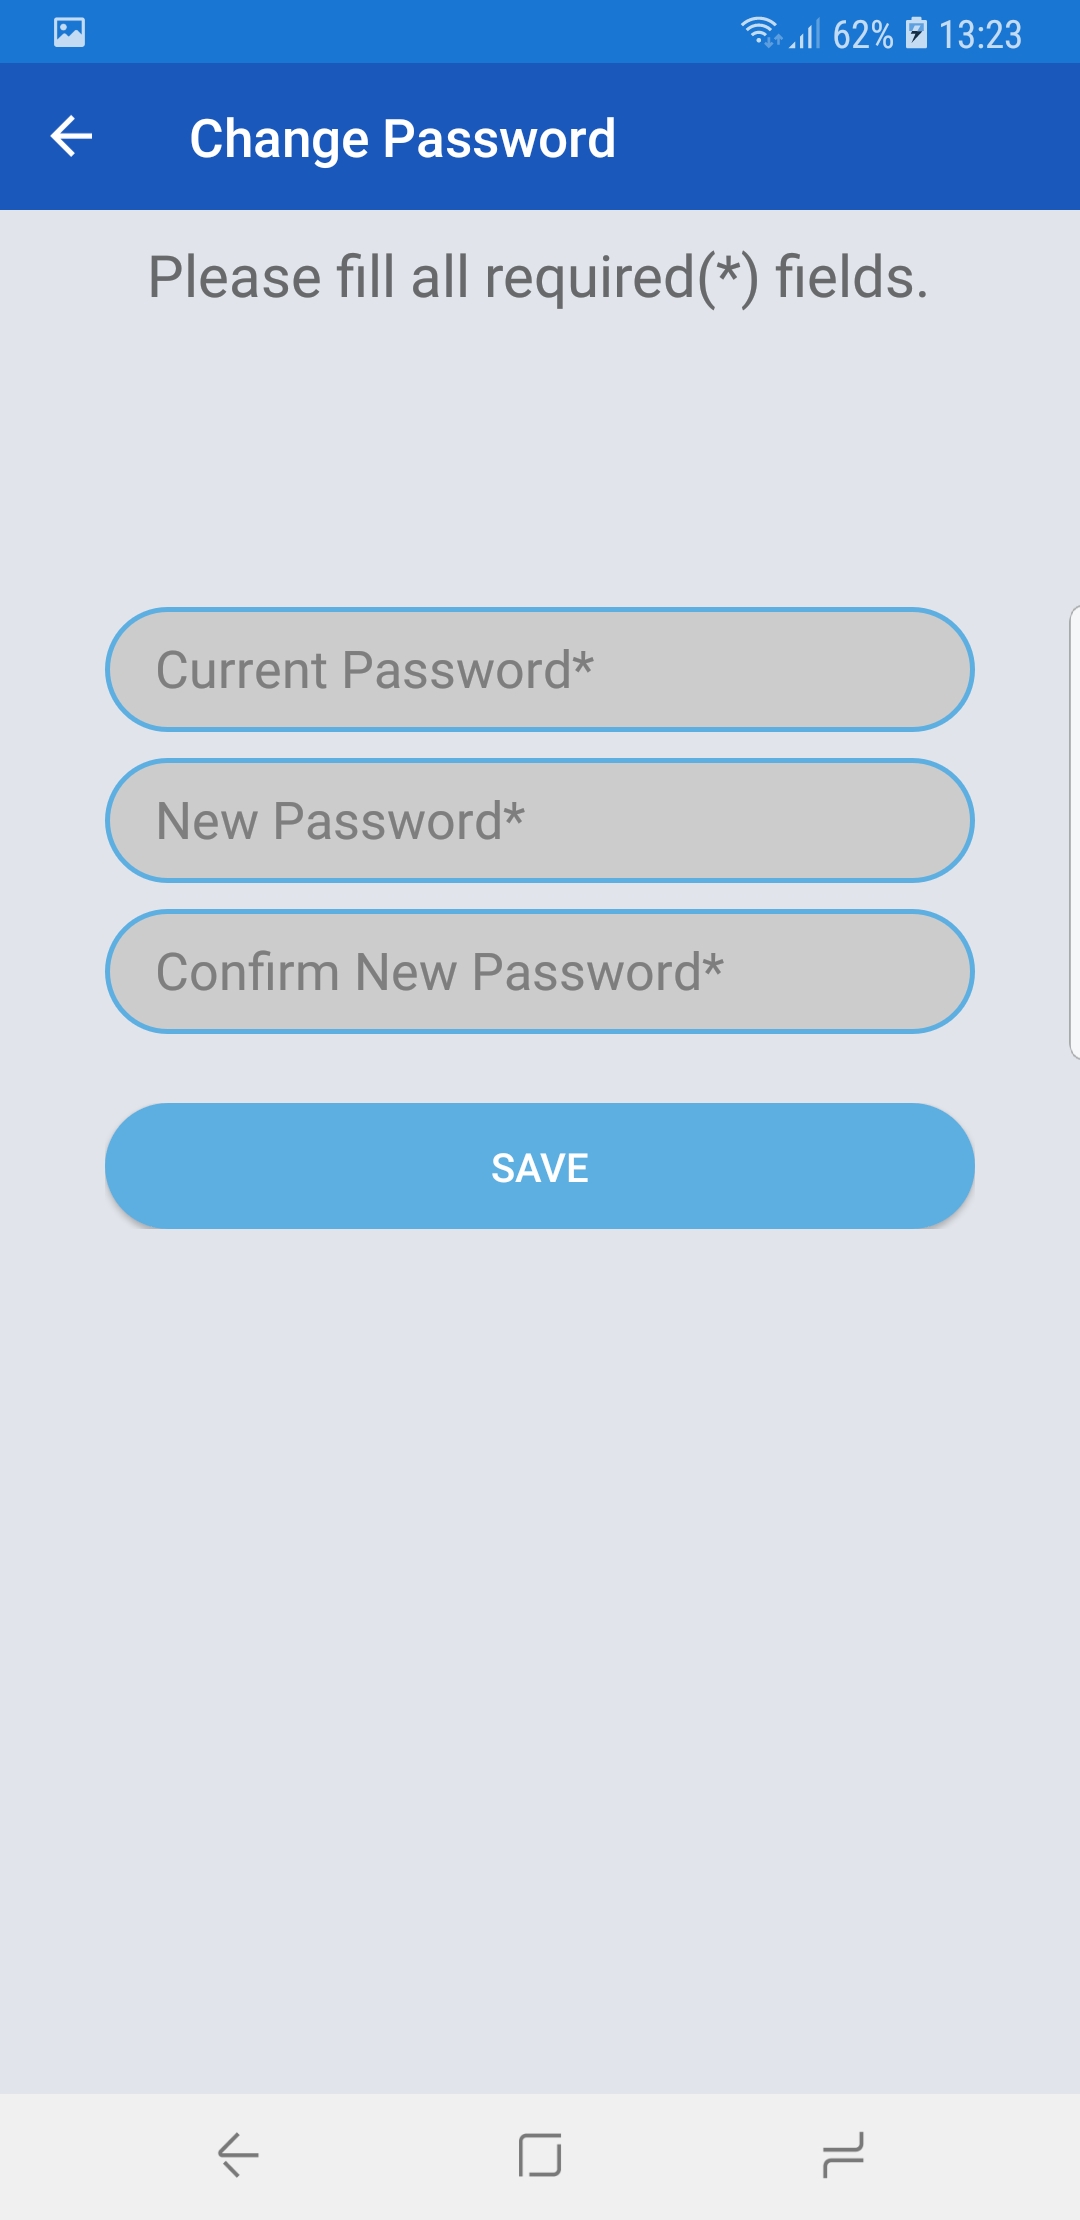 62% 13:23
Change Password
Please fill all required(*) fields.
Current Password*
New Password*
Confirm New Password*
SAVE